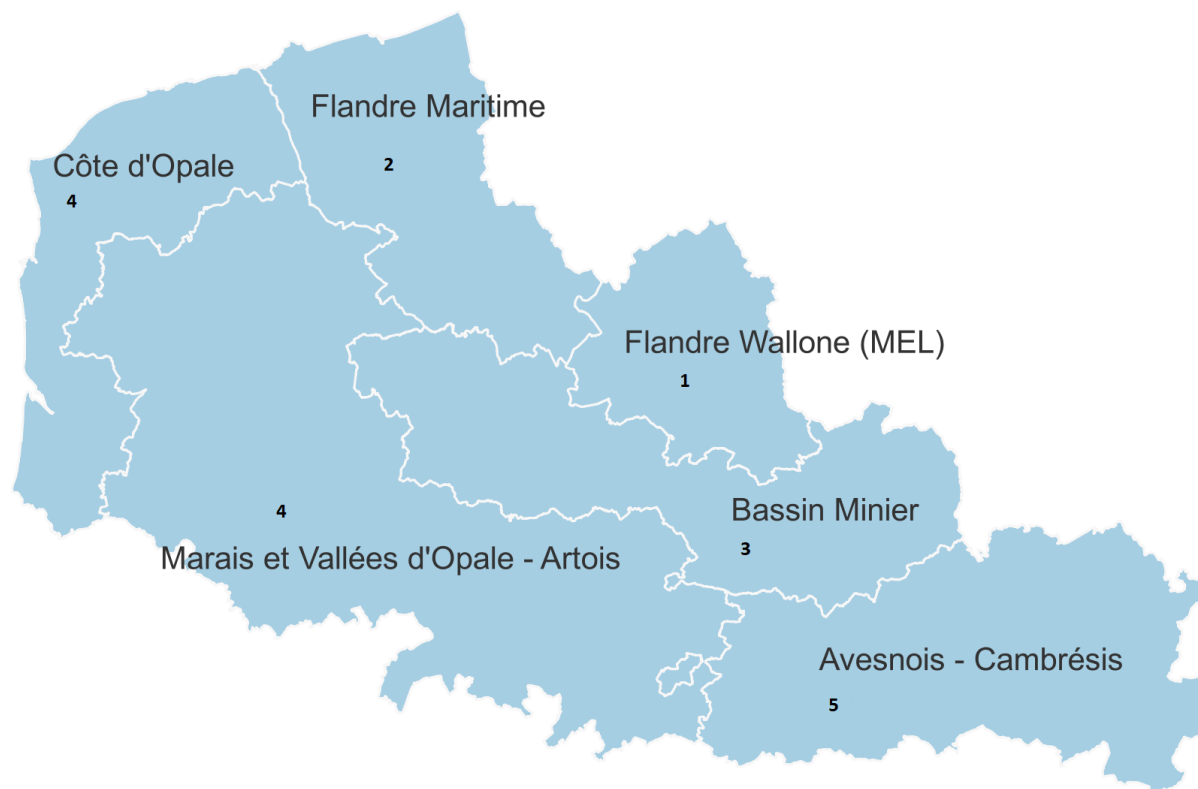 Flandre Maritime
2
Côte d'Opale
4
Flandre Wallone (MEL)
1
Bassin Minier
3
4
Marais et Vallées d'Opale - Artois
Avesnois - Cambrésis
5